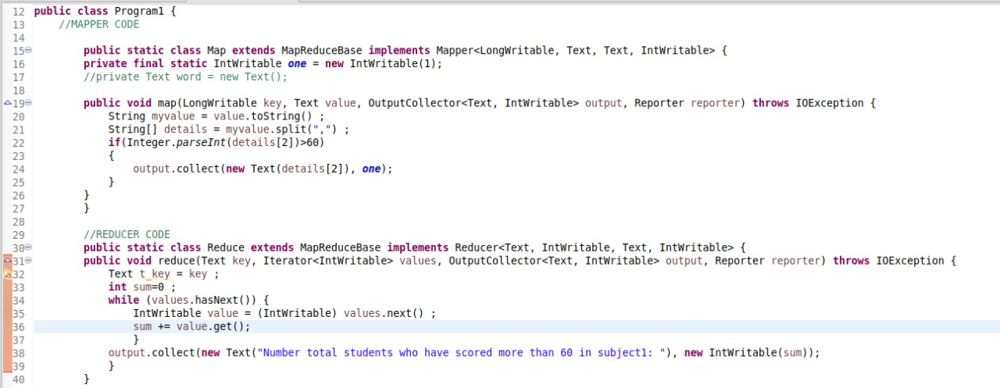 12 public class Program1 {
13 //MAPPER CODE
14
15 public static class Map extends MapReduceBase implements Mapper<LongWritable, Text, Text, IntWritable> {
16 private final static IntWritable one = new IntWritable(1);
17 //private Text word = new Text();
18
19 public void map(LongWritable key, Text value, OutputCollector<Text, IntWritable> output, Reporter reporter) throws IOException {
20 String myvalue = value.toString() ;
21 String[] details = myvalue.split(",") ;
22 if(Integer.parseInt(details[2])>60)
23 {
24 output.collect(new Text(details[2]), one);
25 }
26 }
27 }
28
29 //REDUCER CODE
30 public static class Reduce extends MapReduceBase implements Reducer<Text, IntWritable, Text, IntWritable> {
31 public void reduce(Text key, Iterator<IntWritable> values, OutputCollector<Text, IntWritable> output, Reporter reporter) throws IOException {
32 Text t_key = key ;
33 int sum=0 ;
34 while (values.hasNext()) {
35 IntWritable value = (IntWritable) values.next() ;
36 sum += value.get();
37 }
38 output.collect(new Text("Number total students who have scored more than 60 in subject1: "), new IntWritable(sum));
39 }
40 }